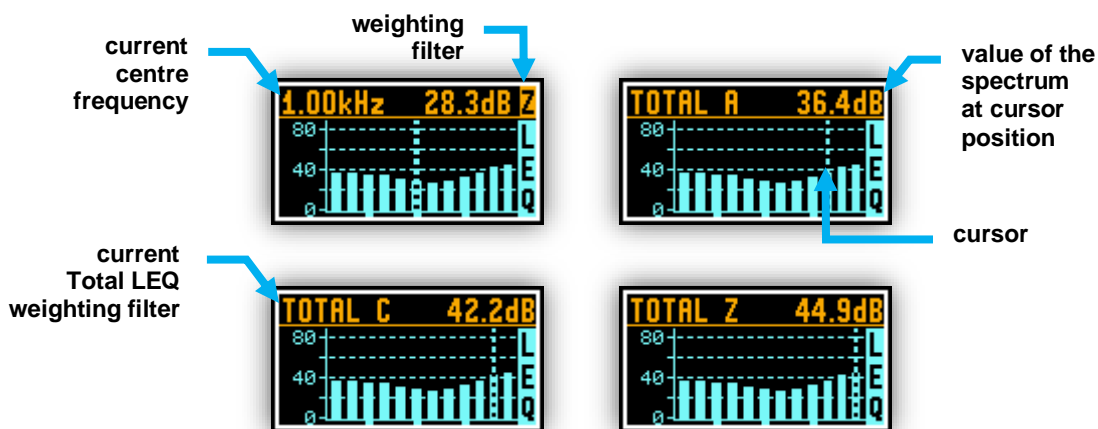 weighting
filter
current
centre
frequency
value of the
spectrum
at cursor
position
1.00kHz 28.3dB Z
80
40
0
L
E
Q
TOTAL A 36.4dB
80
40
0
L
E
Q
cursor
current
Total LEQ
weighting filter
TOTAL C 42.2dB
80
40
0
L
E
Q
TOTAL Z 44.9dB
80
40
0
L
E
Q